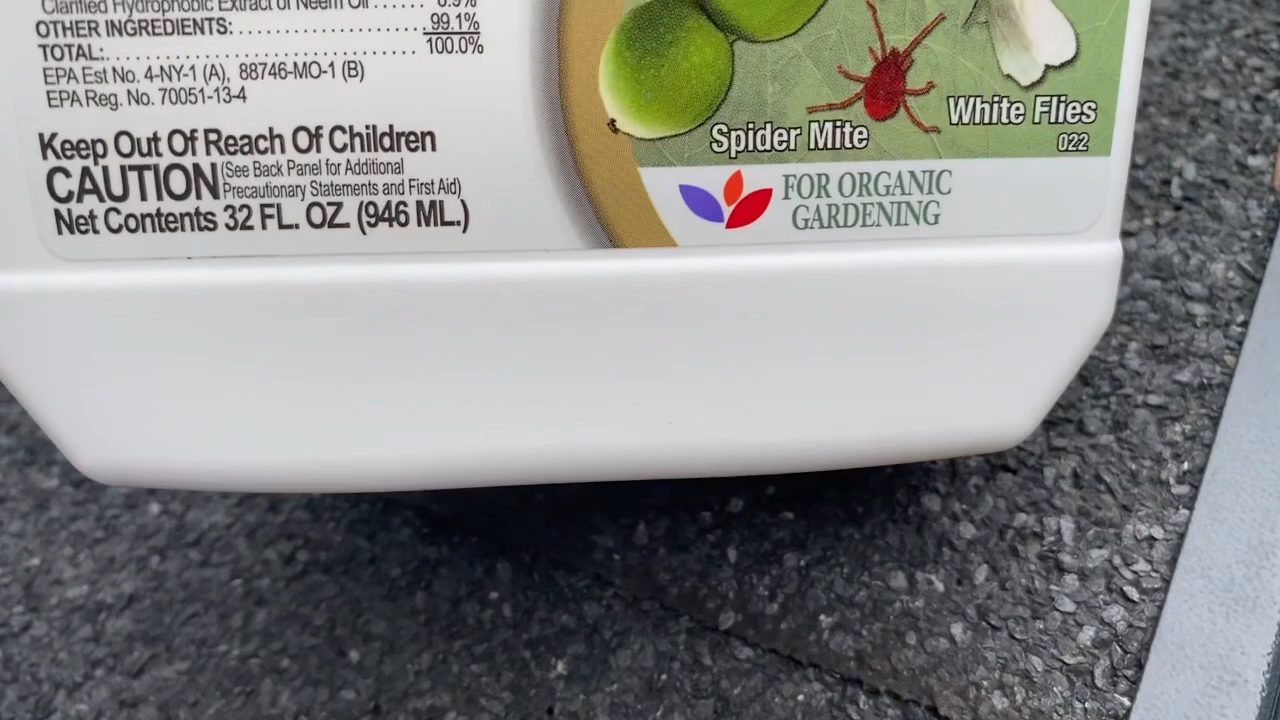 Clarified Hydrophobic Extract of Neem Oil...... 0.9%
OTHER INGREDIENTS:........................... 99.1%
TOTAL:............................................ 100.0%
EPA Est No. 4-NY-1 (A), 88746-MO-1 (B)
EPA Reg. No. 70051-13-4
Keep Out Of Reach Of Children
CAUTION (See Back Panel for Additional
Precautionary Statements and First Aid)
Net Contents 32 FL. OZ. (946 ML.)
Spider Mite
White Flies
022
FOR ORGANIC
GARDENING